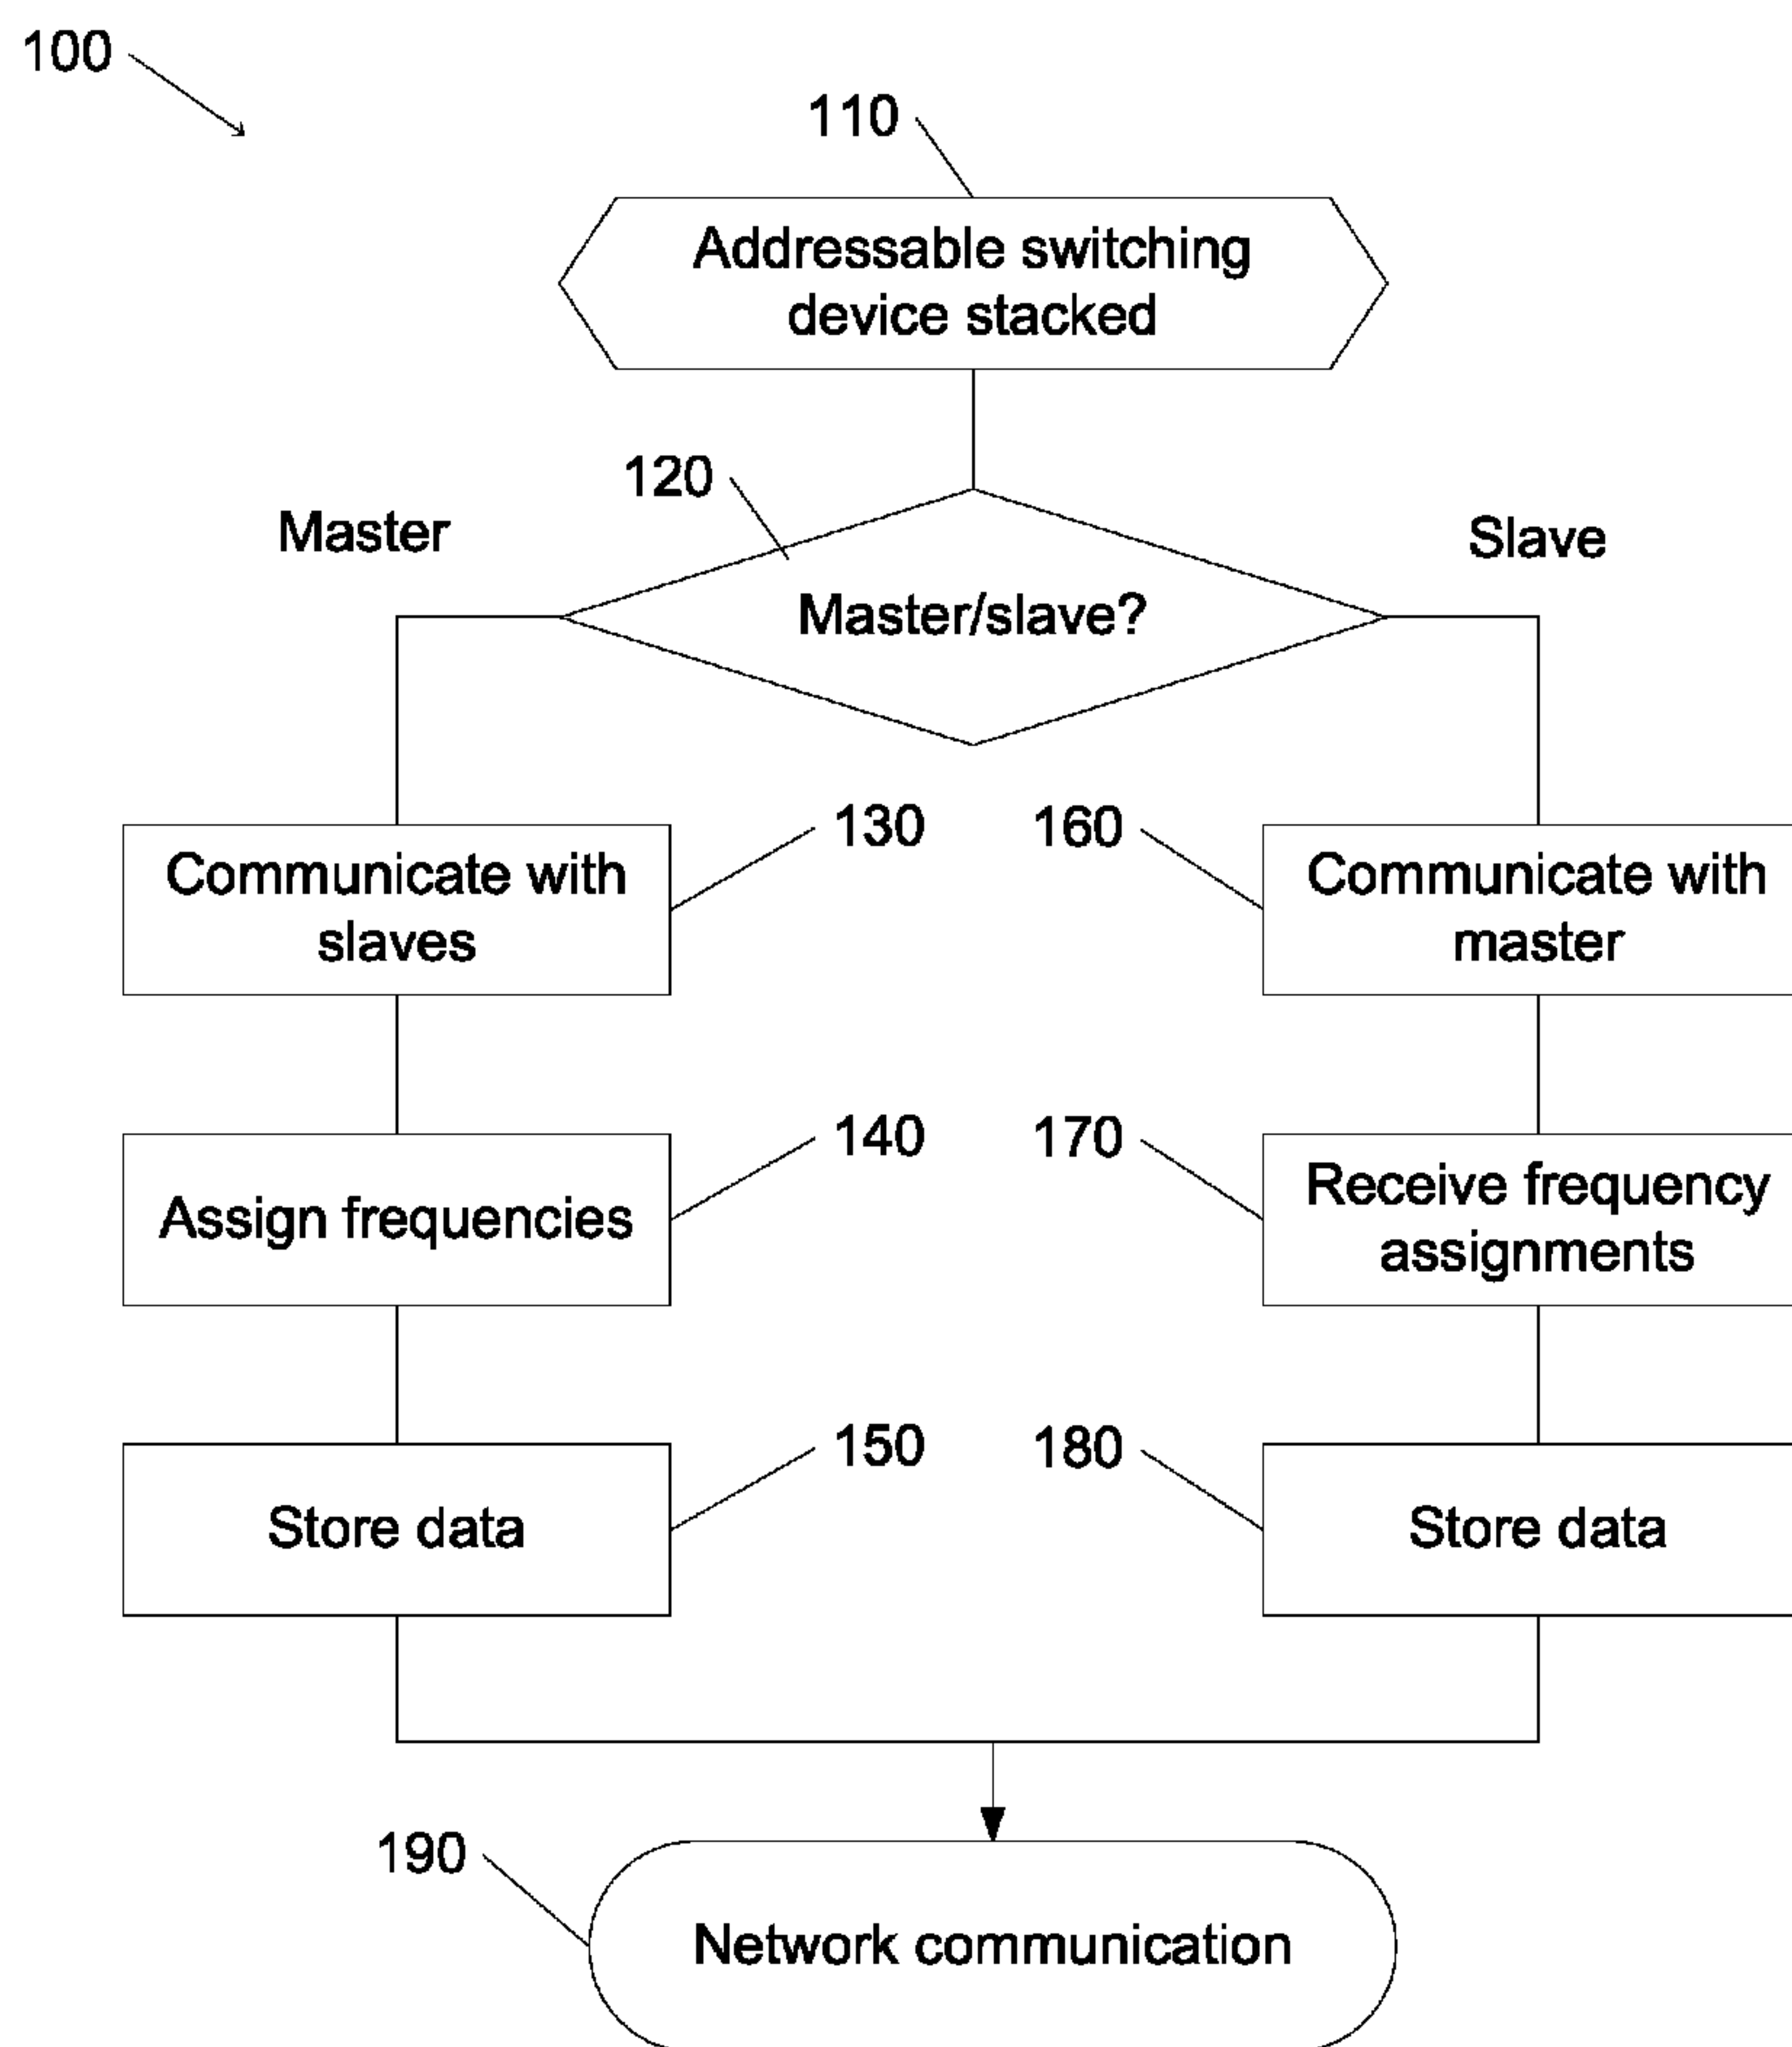 100
110
Addressable switching
device stacked
120
Master
Slave
Master/slave?
130
160
Communicate with
slaves
Communicate with
master
140
170
Assign frequencies
Receive frequency
assignments
150
180
Store data
Store data
190
Network communication